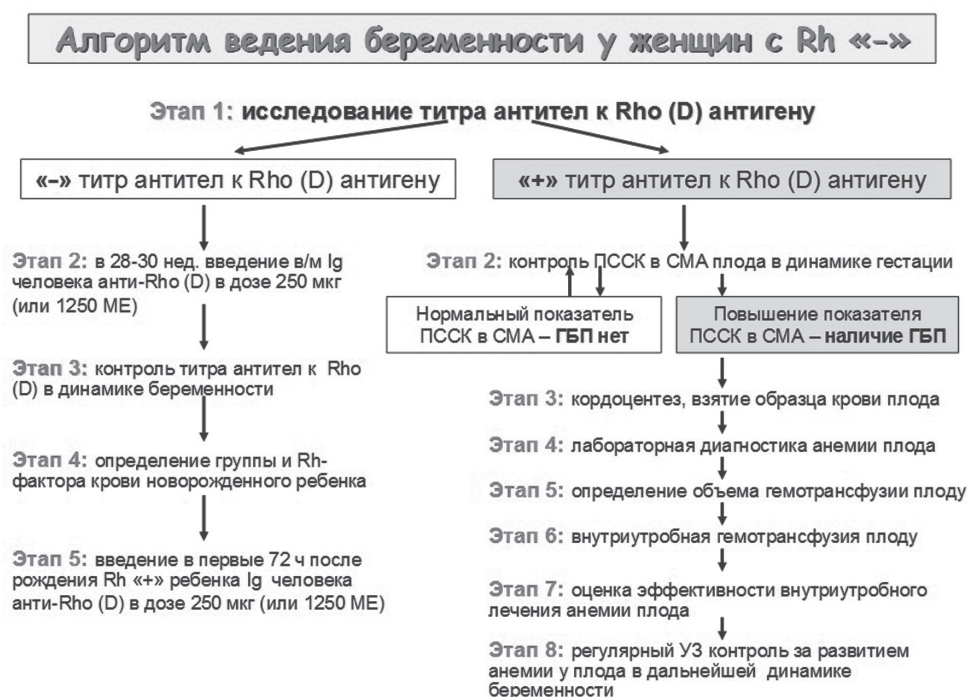 Алгоритм ведения беременности у женщин с Rh «-»
Этап 1: исследование титра антител к Rho (D) антигену
«-» титр антител к Rho (D) антигену
Этап 2: в 28-30 нед. введение в/м Ig
человека анти-Rho (D) в дозе 250 мкг
(или 1250 МЕ)
Этап 3: контроль титра антител к Rho
(D) в динамике беременности
Этап 4: определение группы и Rh-
фактора крови новорожденного ребенка
Этап 5: введение в первые 72 ч после
рождения Rh «+» ребенка Ig человека
анти-Rho (D) в дозе 250 мкг (или 1250 МЕ)
«+» титр антител к Rho (D) антигену
Этап 2: контроль ПССК в СМА плода в динамике гестации
Нормальный показатель
ПССК в СМА – ГБП нет
Повышение показателя
ПССК в СМА – наличие ГБП
Этап 3: кордоцентез, взятие образца крови плода
Этап 4: лабораторная диагностика анемии плода
Этап 5: определение объема гемотрансфузии плоду
Этап 6: внутриутробная гемотрансфузия плоду
Этап 7: оценка эффективности внутриутробного
лечения анемии плода
Этап 8: регулярный УЗ контроль за развитием
анемии у плода в дальнейшей динамике
беременности